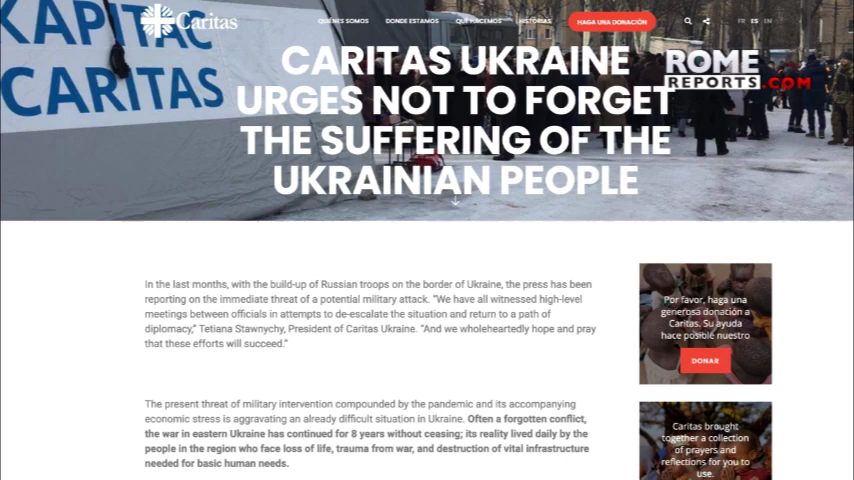 КАРІТАС
CARITAS
Caritas
QUIÉNES SOMOS DONDE ESTAMOS QUÉ HACEMOS HISTORIAS HAGA UNA DONACIÓN FR ES EN
CARITAS UKRAINE
URGES NOT TO FORGET
THE SUFFERING OF THE
UKRAINIAN PEOPLE
ROME
REPORTS.COM
In the last months, with the build-up of Russian troops on the border of Ukraine, the press has been
reporting on the immediate threat of a potential military attack. “We have all witnessed high-level
meetings between officials in attempts to de-escalate the situation and return to a path of
diplomacy,” Tetiana Stawnychy, President of Caritas Ukraine. “And we wholeheartedly hope and pray
that these efforts will succeed.”
The present threat of military intervention compounded by the pandemic and its accompanying
economic stress is aggravating an already difficult situation in Ukraine. Often a forgotten conflict,
the war in eastern Ukraine has continued for 8 years without ceasing; its reality lived daily by the
people in the region who face loss of life, trauma from war, and destruction of vital infrastructure
needed for basic human needs.
Por favor, haga una
generosa donación a
Caritas. Su ayuda
hace posible nuestro
DONAR
Caritas brought
together a collection
of prayers and
reflections for you to
use.